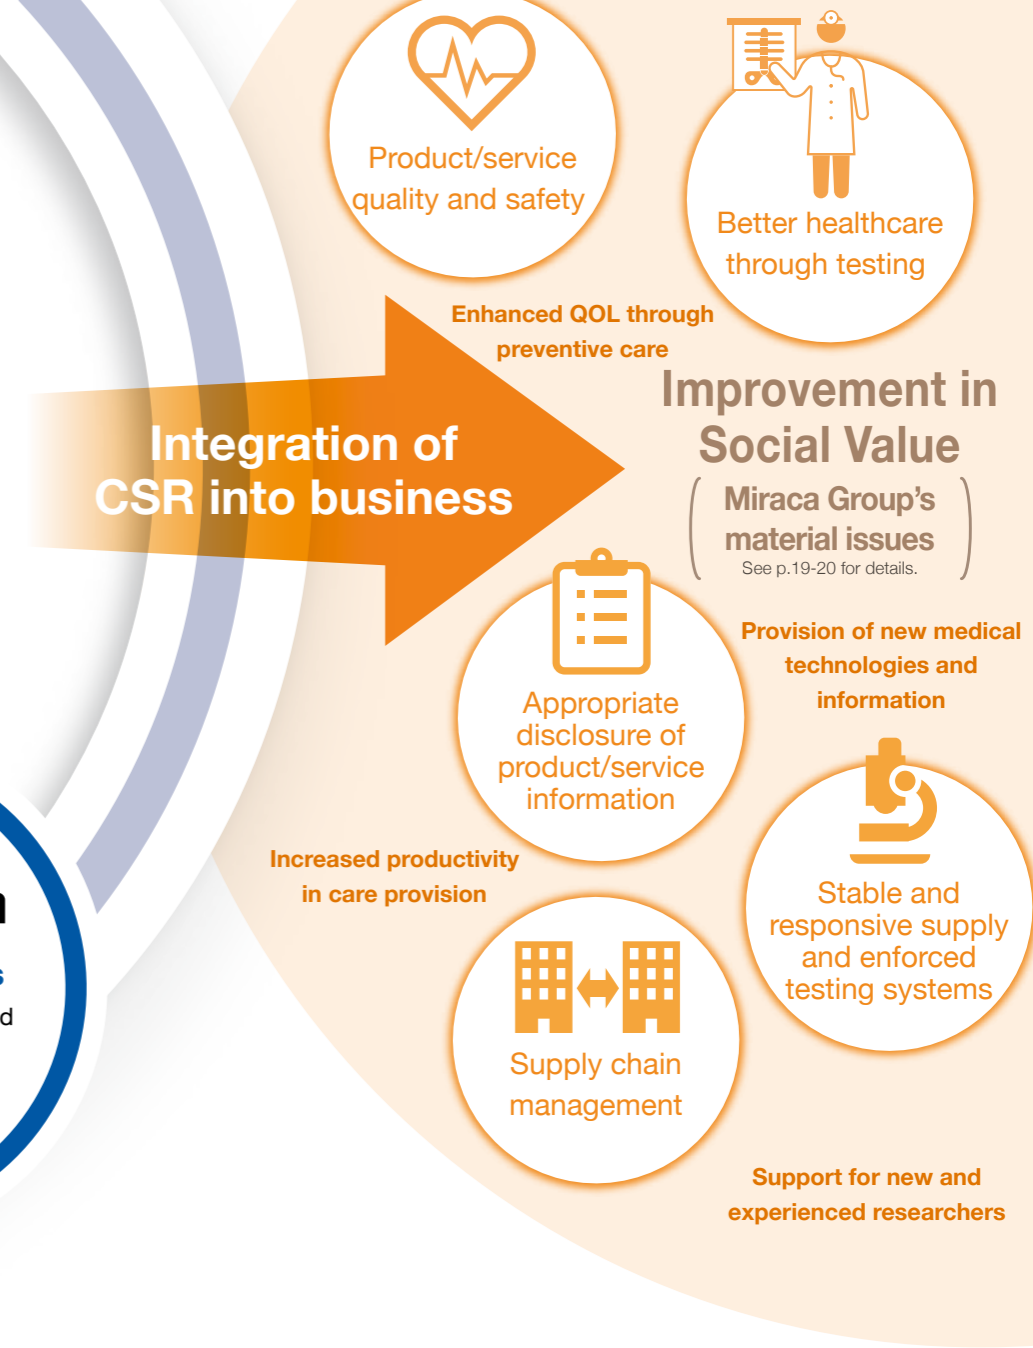 Product/service
quality and safety
Better healthcare
through testing
Enhanced QOL through
preventive care
Integration of
CSR into business
Improvement in
Social Value
Miraca Group’s
material issues
See p.19-20 for details.
Provision of new medical
technologies and
information
Appropriate
disclosure of
product/service
information
Increased productivity
in care provision
Stable and
responsive supply
and enforced
testing systems
Supply chain
management
Support for new and
experienced researchers